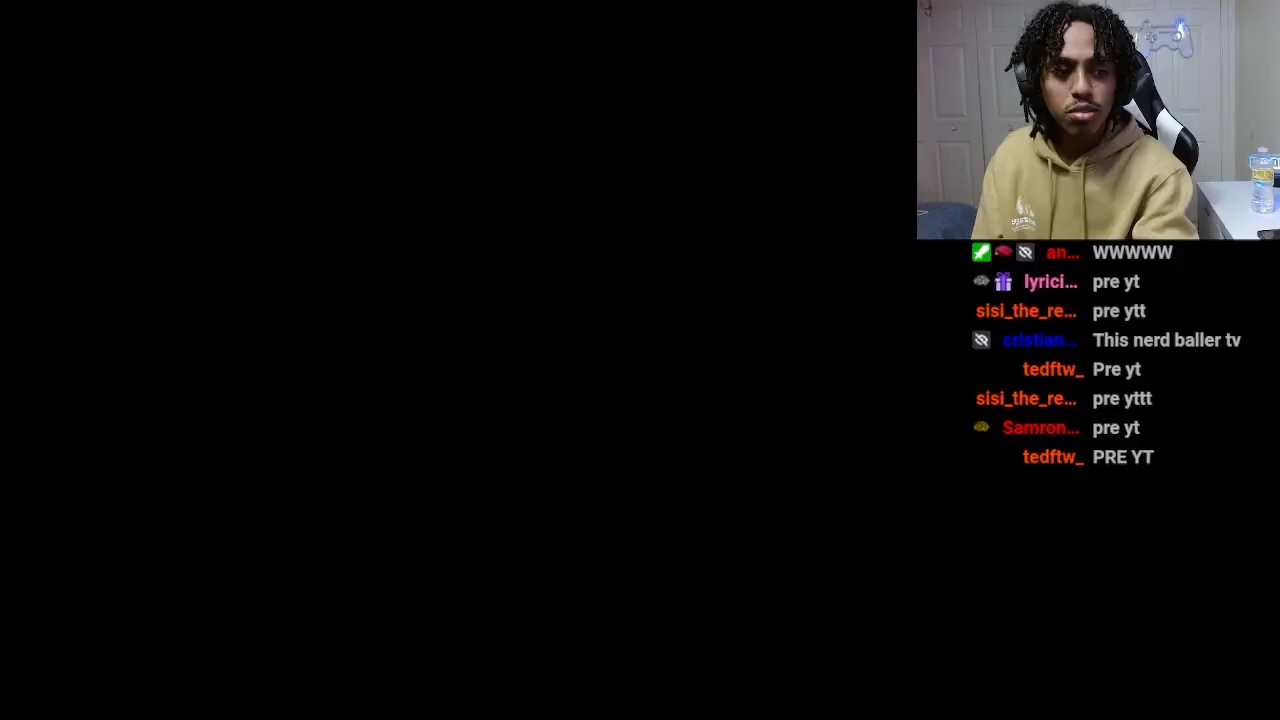 an... WWWWW
lyrici... pre yt
sisi_the_re... pre ytt
cristian... This nerd baller tv
tedftw_ Pre yt
sisi_the_re... pre yttt
Samron... pre yt
tedftw_ PRE YT